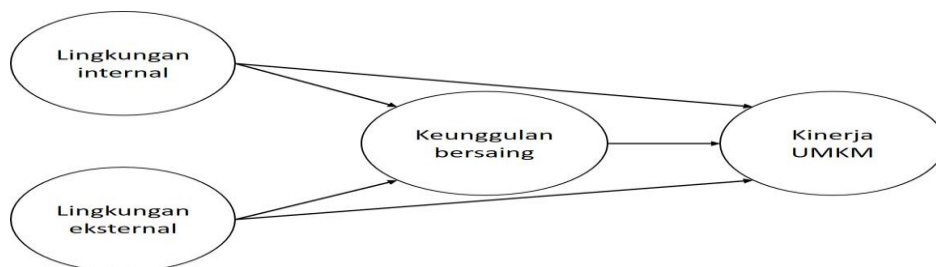 Lingkungan
internal
Keunggulan
bersaing
Kinerja
UMKM
Lingkungan
eksternal